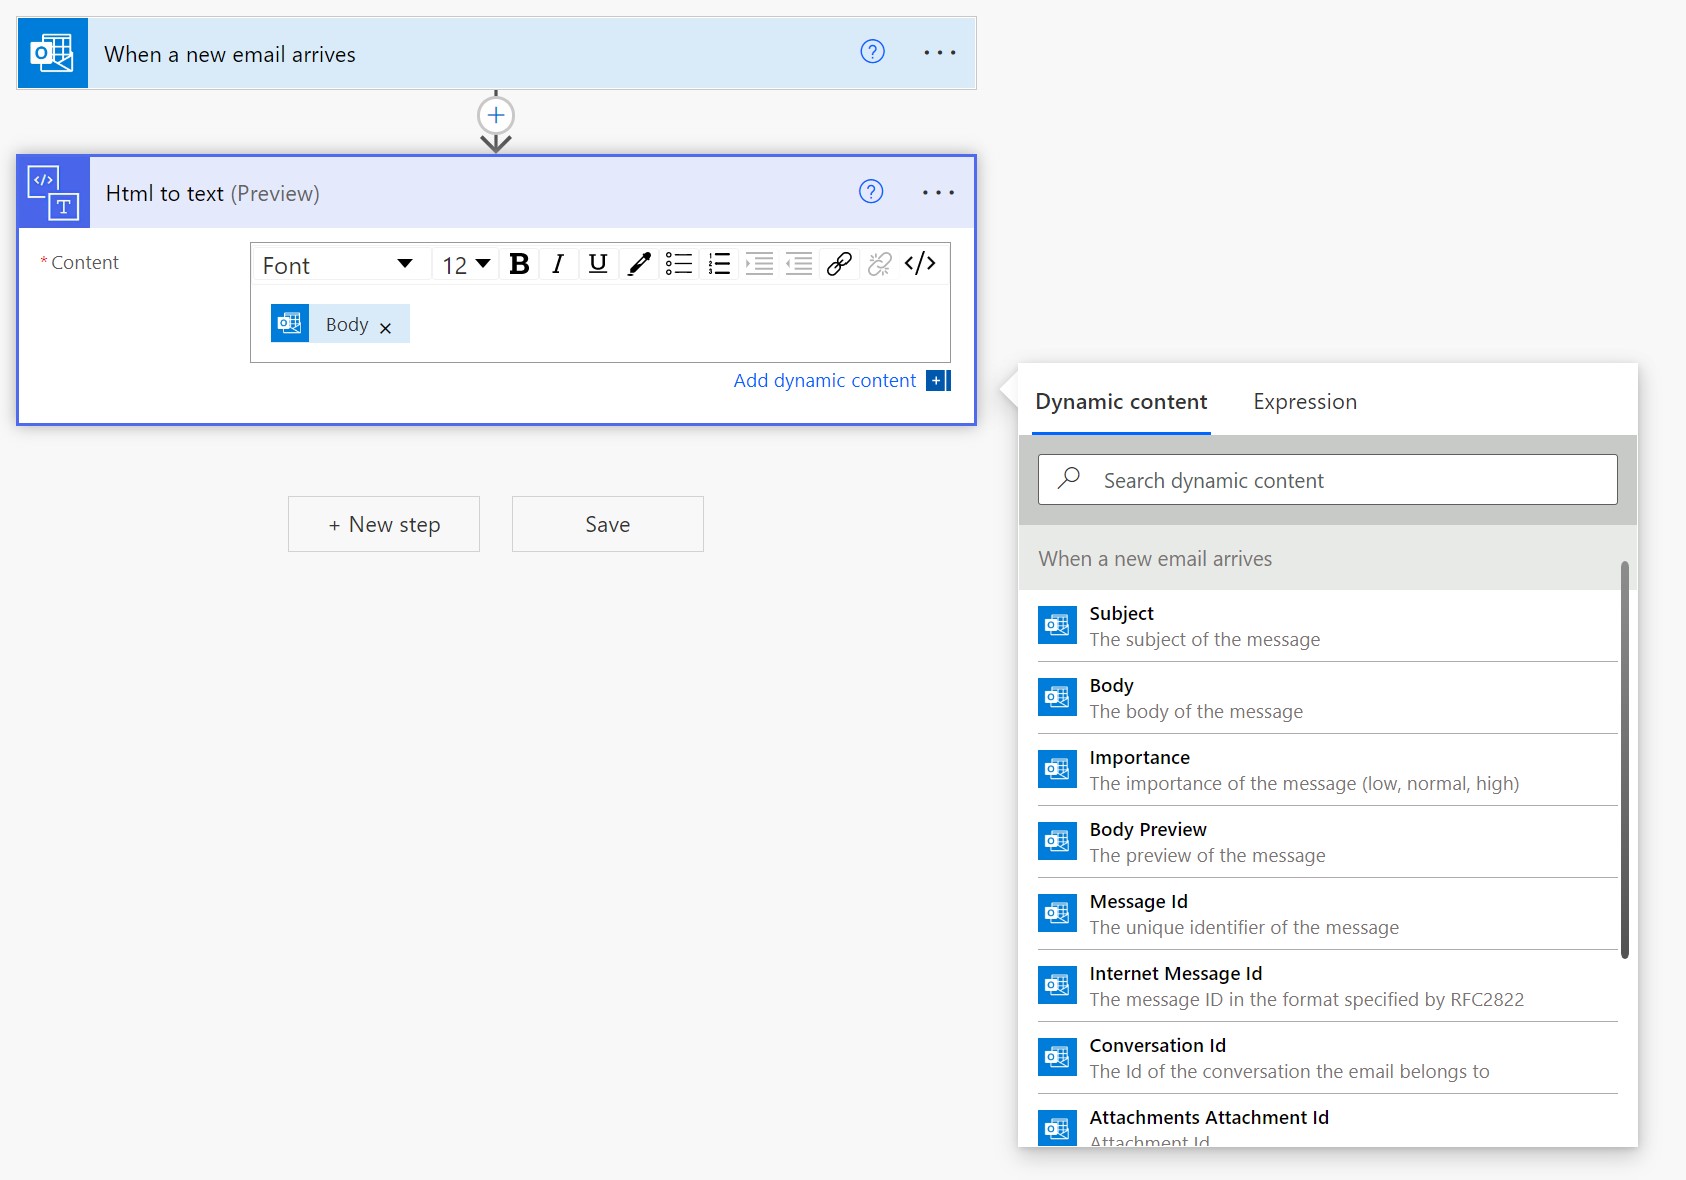 When a new email arrives
Html to text (Preview)
* Content
Font 12 B I U </>
Body ×
Add dynamic content
+ New step
Save
Dynamic content Expression
Search dynamic content
When a new email arrives
Subject
The subject of the message
Body
The body of the message
Importance
The importance of the message (low, normal, high)
Body Preview
The preview of the message
Message Id
The unique identifier of the message
Internet Message Id
The message ID in the format specified by RFC2822
Conversation Id
The Id of the conversation the email belongs to
Attachments Attachment Id
Attachment Id